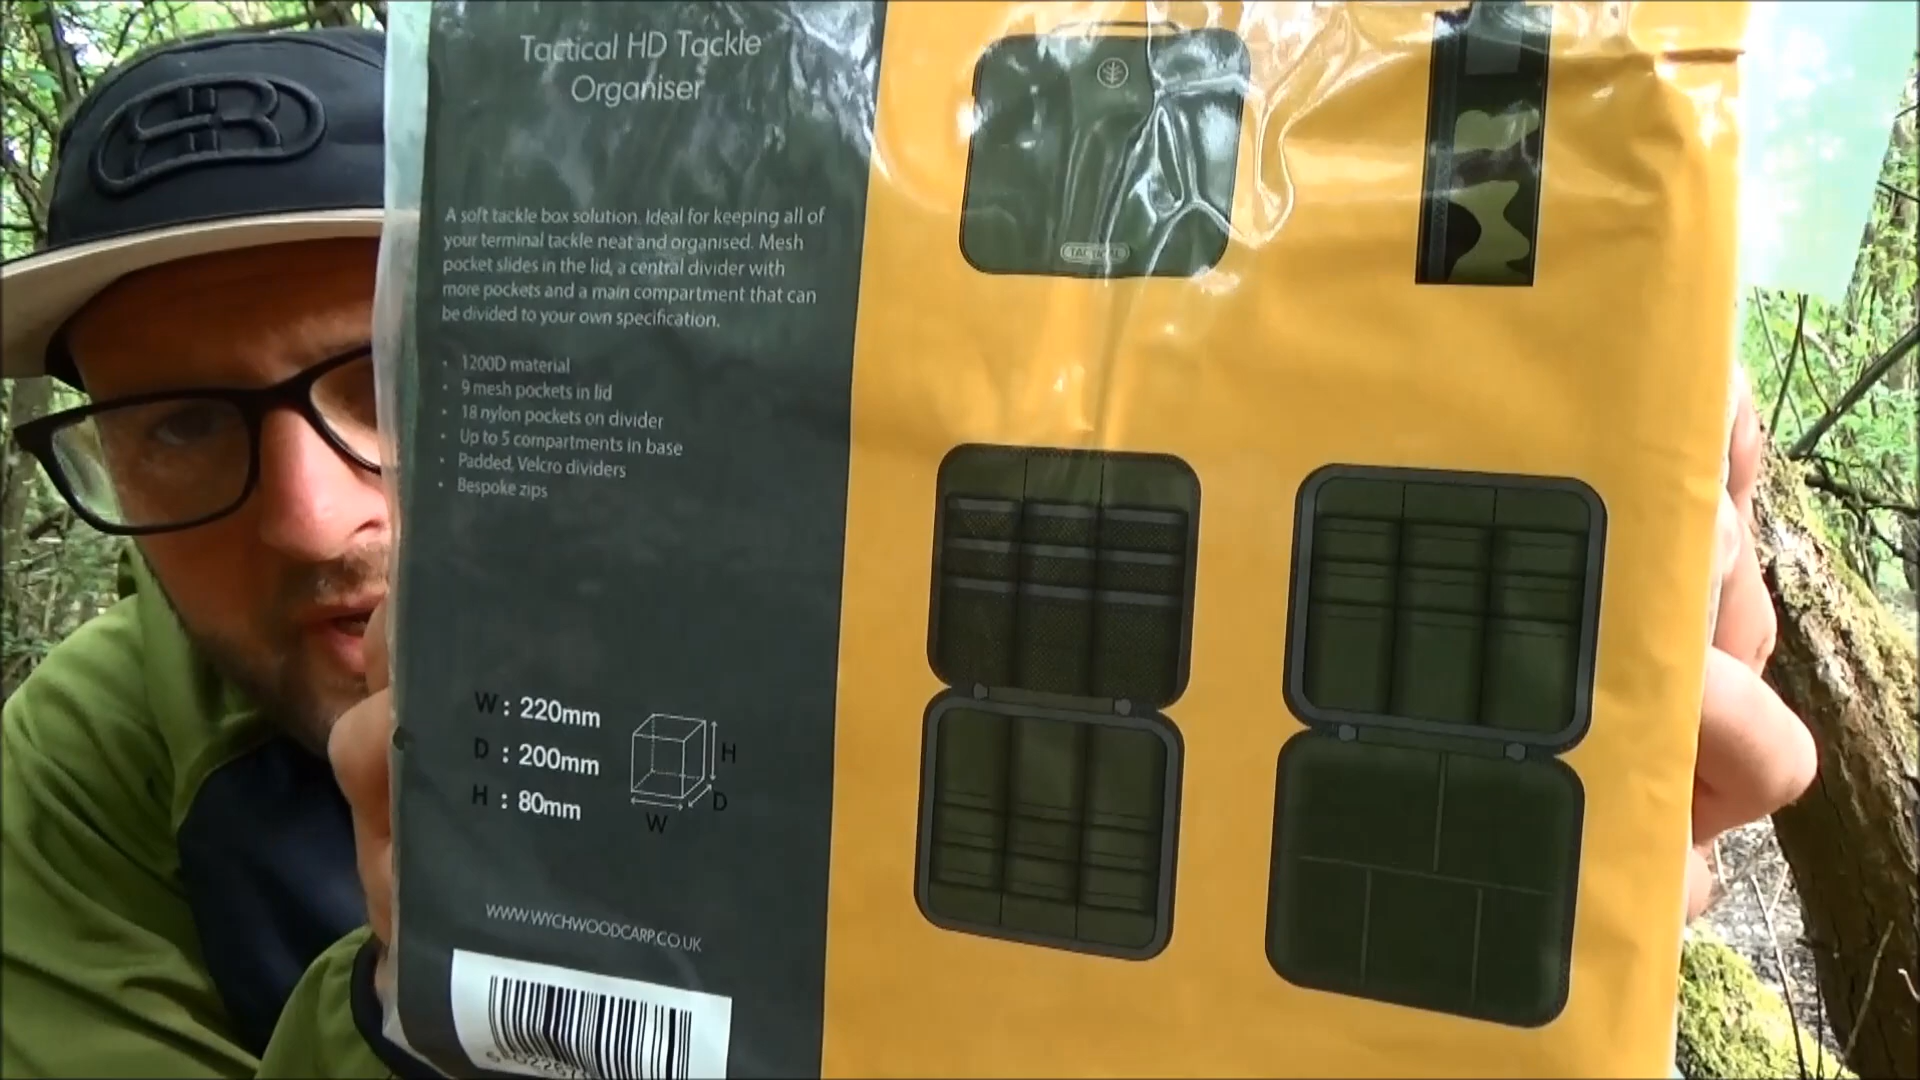 Tactical HD Tackle
Organiser
A soft tackle box solution. Ideal for keeping all of
your terminal tackle neat and organised. Mesh
pocket slides in the lid, a central divider with
more pockets and a main compartment that can
be divided to your own specification.
• 1200D material
• 9 mesh pockets in lid
• 18 nylon pockets on divider
• Up to 5 compartments in base
• Padded, Velcro dividers
• Bespoke zips
W : 220mm
D : 200mm
H : 80mm
H
D
W
WWW.WYCHWOODCARP.CO.UK
TACTICAL